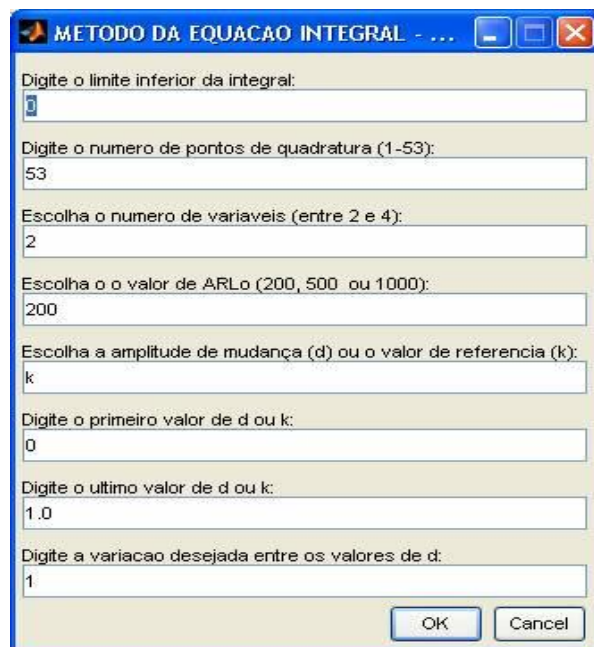 METODO DA EQUACAO INTEGRAL - ...
Digite o limite inferior da integral:
0
Digite o numero de pontos de quadratura (1-53):
53
Escolha o numero de variaveis (entre 2 e 4):
2
Escolha o o valor de ARLo (200, 500 ou 1000):
200
Escolha a amplitude de mudança (d) ou o valor de referencia (k):
k
Digite o primeiro valor de d ou k:
0
Digite o ultimo valor de d ou k:
1.0
Digite a variacao desejada entre os valores de d:
1
OK Cancel